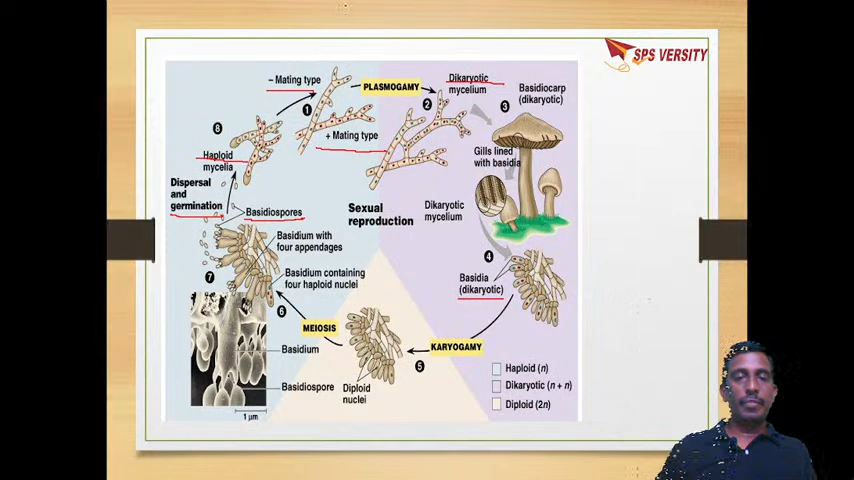 SPS VERSITY
– Mating type
PLASMOGAMY
Dikaryotic
mycelium
Basidiocarp
(dikaryotic)
1
2
3
+ Mating type
8
Haploid
mycelia
Gills lined
with basidia
Dispersal and
germination
Basidiospores
Sexual
reproduction
Dikaryotic
mycelium
Basidium with
four appendages
4
7
Basidium containing
four haploid nuclei
Basidia
(dikaryotic)
6
MEIOSIS
KARYOGAMY
Basidium
5
Basidiospore
Diploid
nuclei
Haploid (n)
Dikaryotic (n + n)
Diploid (2n)
1 µm